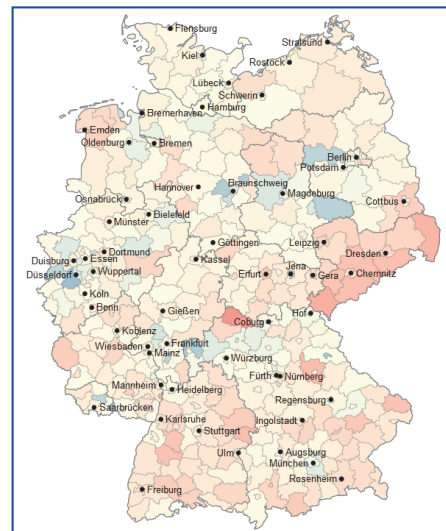 Flensburg
Stralsund
Kiel
Rostock
Lübeck
Schwerin
Hamburg
Bremerhaven
Emden
Oldenburg
Bremen
Berlin
Potsdam
Hannover
Braunschweig
Magdeburg
Osnabrück
Cottbus
Bielefeld
Münster
Göttingen
Leipzig
Dortmund
Dresden
Duisburg
Essen
Kassel
Erfurt
Jena
Gera
Chemnitz
Düsseldorf
Wuppertal
Köln
Bonn
Gießen
Hof
Coburg
Koblenz
Wiesbaden
Frankfurt
Mainz
Würzburg
Fürth
Nürnberg
Mannheim
Heidelberg
Saarbrücken
Regensburg
Karlsruhe
Ingolstadt
Stuttgart
Ulm
Augsburg
München
Rosenheim
Freiburg